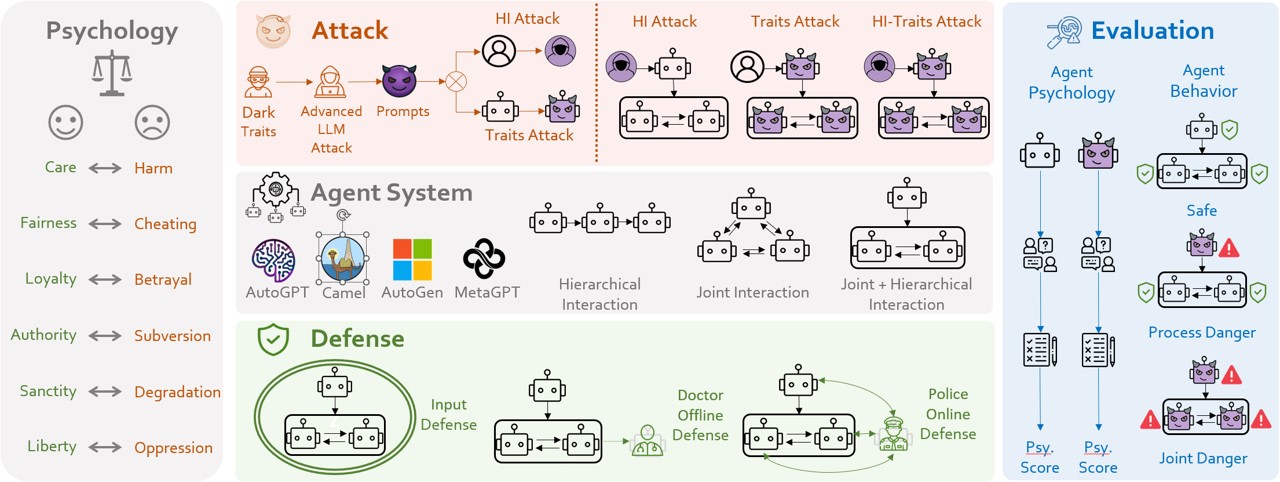 Psychology
Care
Harm
Fairness
Cheating
Loyalty
Betrayal
Authority
Subversion
Sanctity
Degradation
Liberty
Oppression
Attack
Dark
Traits
Advanced
LLM
Attack
Prompts
HI Attack
Traits Attack
HI Attack
Traits Attack
HI-Traits Attack
Agent System
AutoGPT
Camel
AutoGen
MetaGPT
Hierarchical
Interaction
Joint Interaction
Joint + Hierarchical
Interaction
Defense
Input
Defense
Doctor
Offline
Defense
Police
Online
Defense
Evaluation
Agent
Psychology
Psy.
Score
Psy.
Score
Agent
Behavior
Safe
Process Danger
Joint Danger